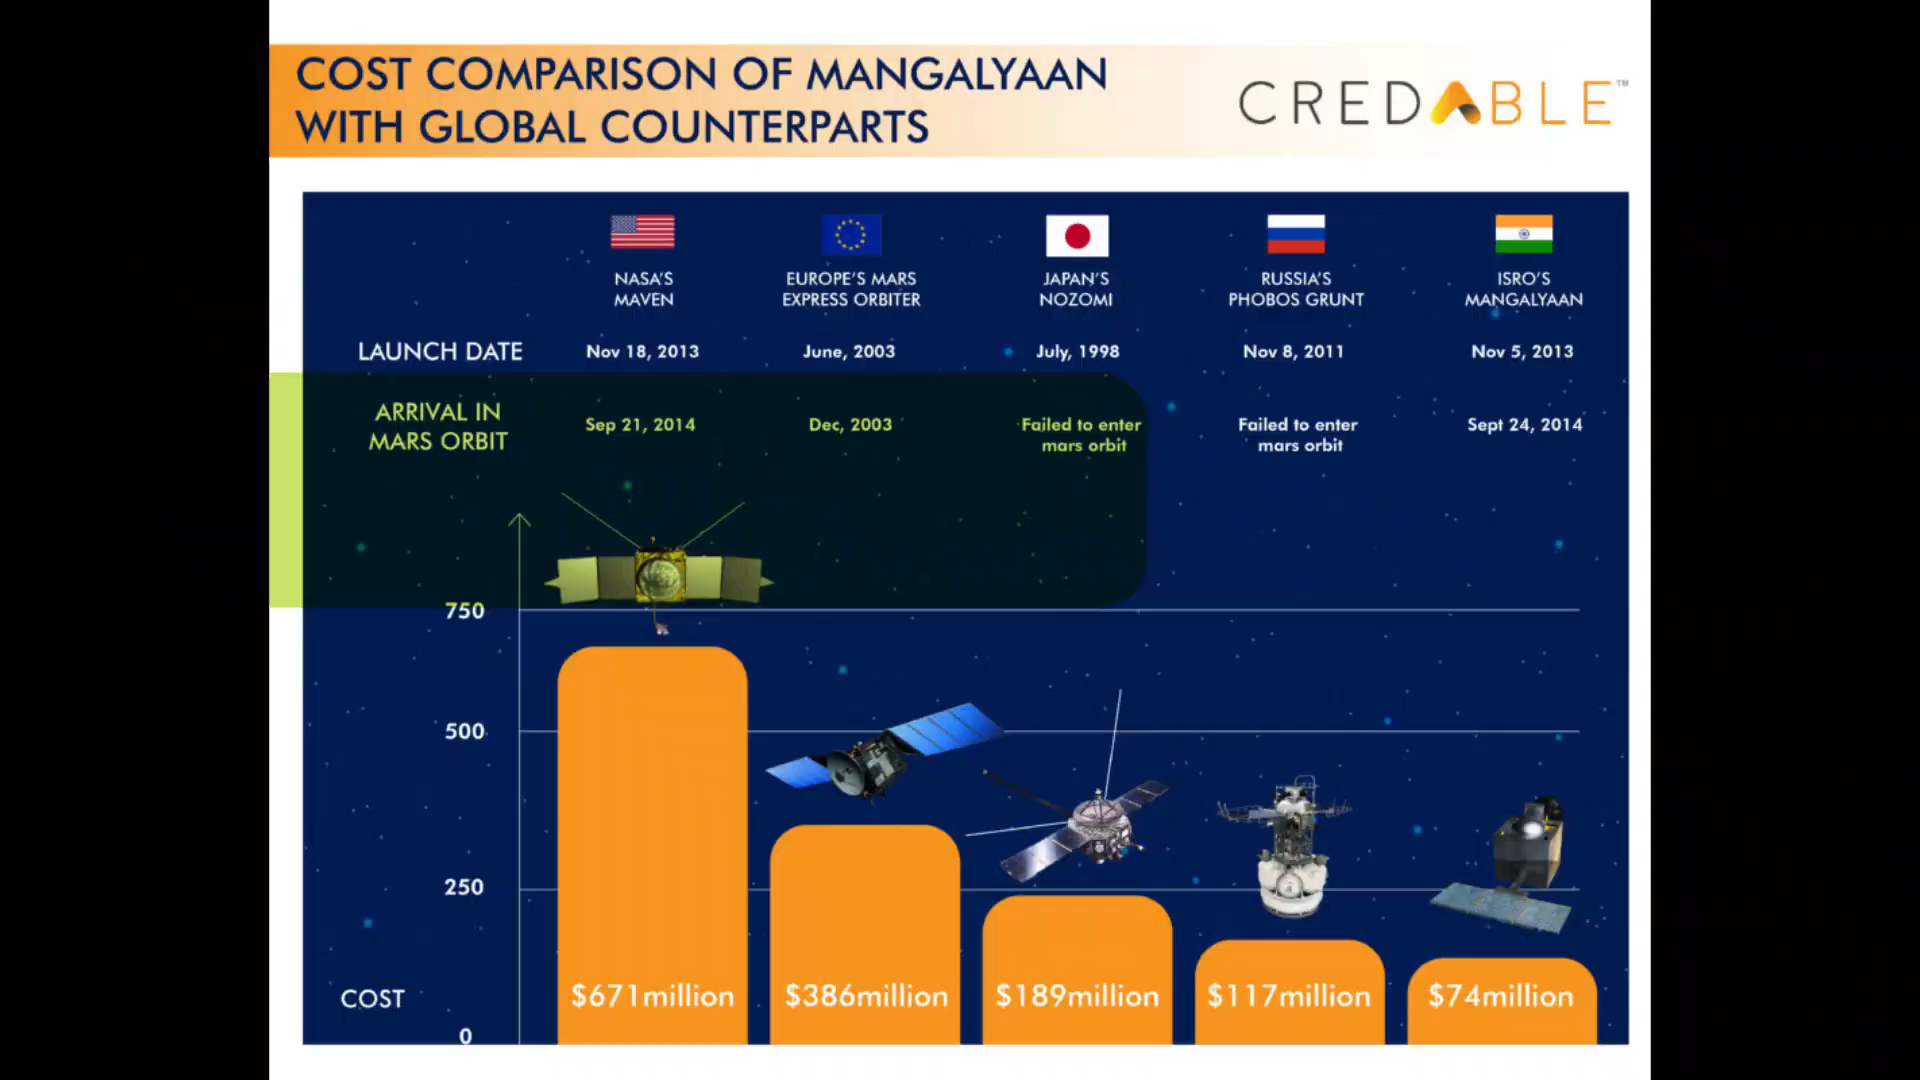 COST COMPARISON OF MANGALYAAN
WITH GLOBAL COUNTERPARTS
CREDABLE™
NASA'S
MAVEN
EUROPE'S MARS
EXPRESS ORBITER
JAPAN'S
NOZOMI
RUSSIA'S
PHOBOS GRUNT
ISRO'S
MANGALYAAN
LAUNCH DATE
Nov 18, 2013
June, 2003
July, 1998
Nov 8, 2011
Nov 5, 2013
ARRIVAL IN
MARS ORBIT
Sep 21, 2014
Dec, 2003
Failed to enter
mars orbit
Failed to enter
mars orbit
Sept 24, 2014
750
500
250
COST
$671million
$386million
$189million
$117million
$74million
0